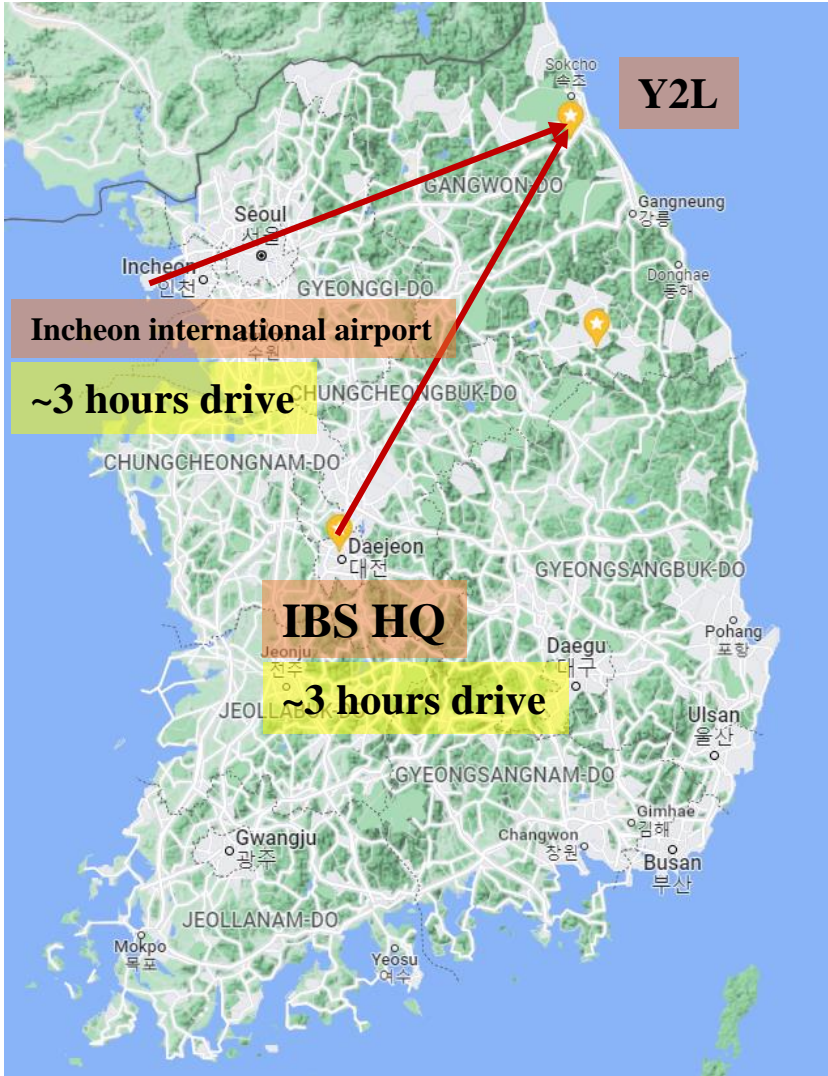 Sokcho
속초
Y2L
GANGWON-DO
Seoul
서울
Gangneung
강릉
Incheon
인천
Donghae
동해
GYEONGGI-DO
Incheon international airport
수원
~3 hours drive
CHUNGCHEONGBUK-DO
CHUNGCHEONGNAM-DO
Daejeon
대전
GYEONGSANGBUK-DO
IBS HQ
Pohang
포항
Daegu
대구
Jeonju
전주
~3 hours drive
JEOLLABUK-DO
Ulsan
울산
GYEONGSANGNAM-DO
Gimhae
김해
Changwon
창원
Gwangju
광주
Busan
부산
JEOLLANAM-DO
Mokpo
목포
Yeosu
여수